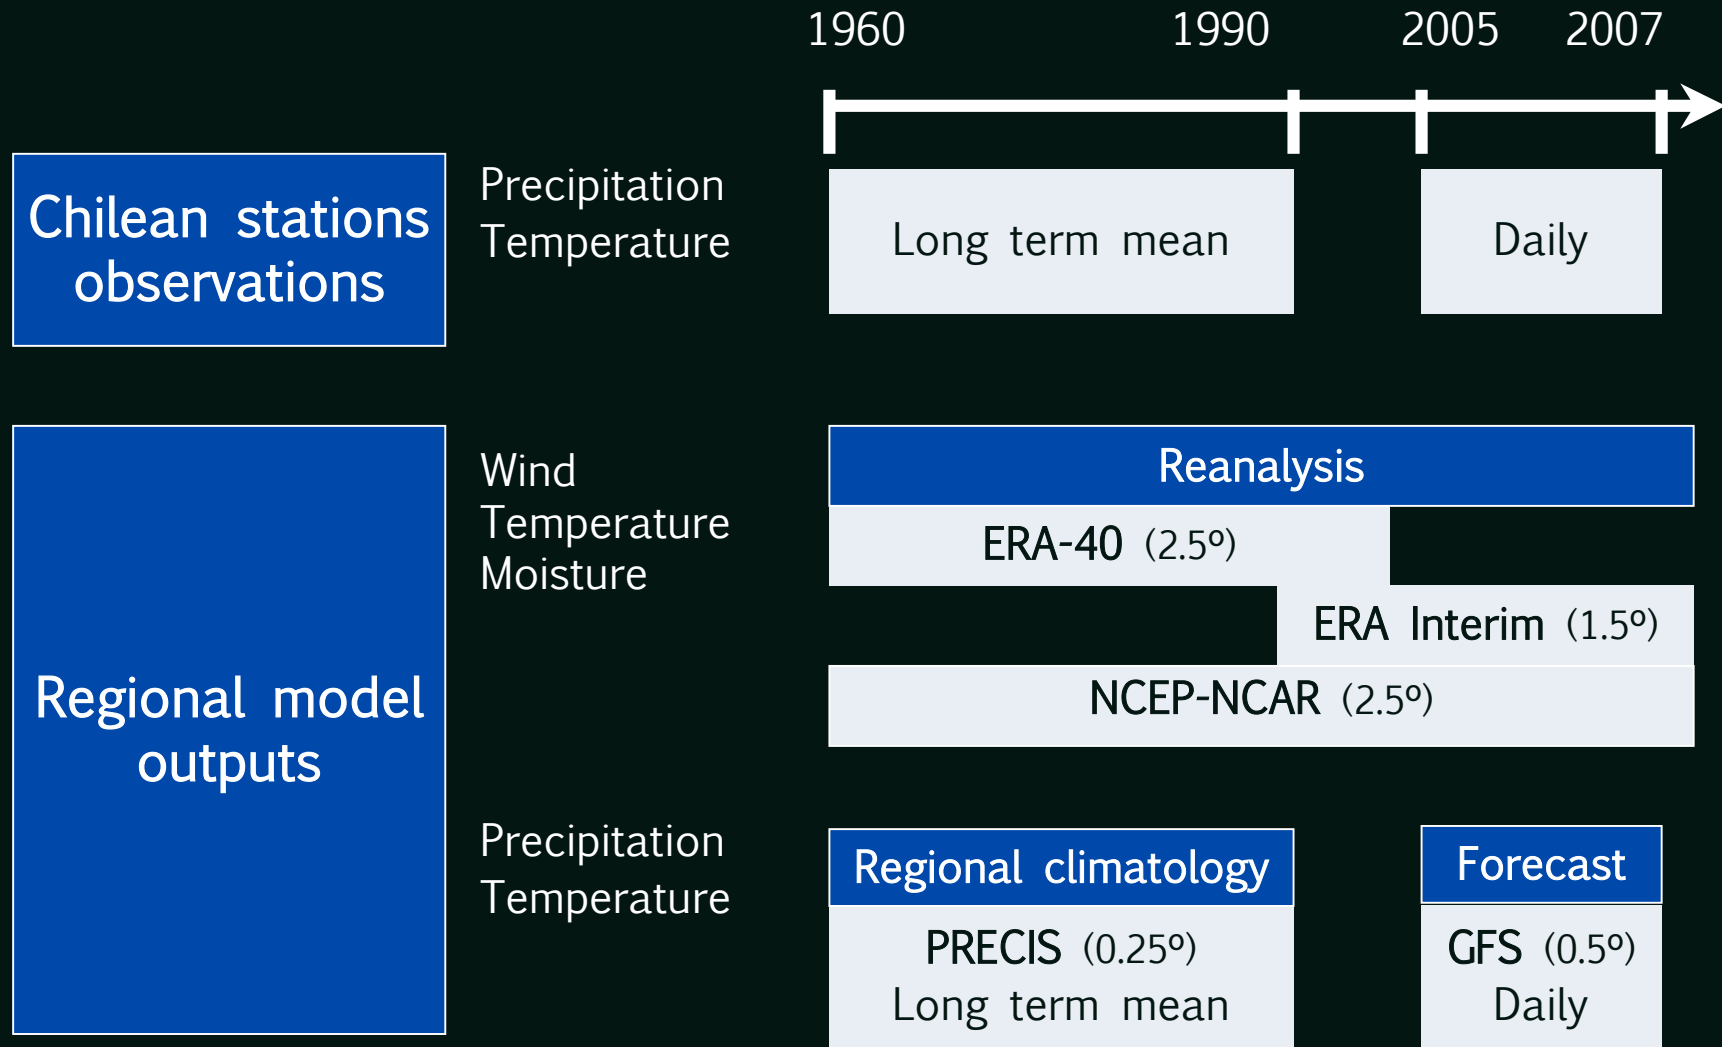 1960 1990 2005 2007
Chilean stations
observations
Precipitation
Temperature
Long term mean
Daily
Regional model
outputs
Wind
Temperature
Moisture
Reanalysis
ERA-40 (2.5º)
ERA Interim (1.5º)
NCEP-NCAR (2.5º)
Precipitation
Temperature
Regional climatology
PRECIS (0.25º)
Long term mean
Forecast
GFS (0.5º)
Daily